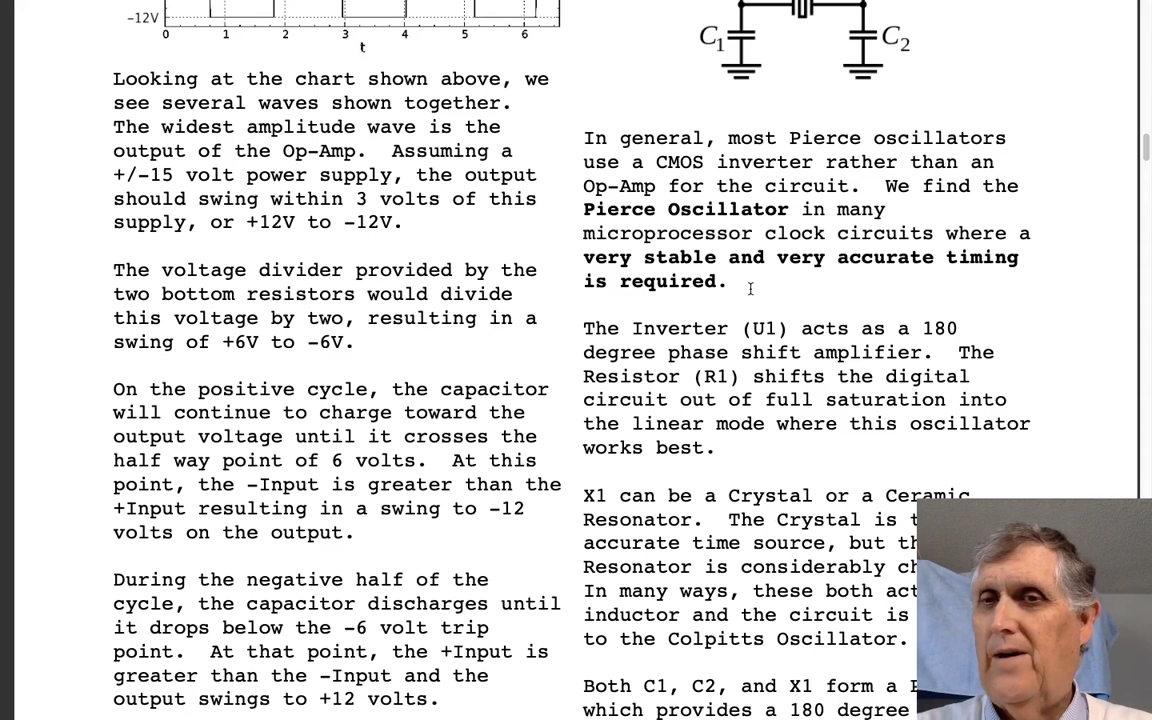 -12V
0 1 2 3 4 5 6
t
Looking at the chart shown above, we
see several waves shown together.
The widest amplitude wave is the
output of the Op-Amp.  Assuming a
+/-15 volt power supply, the output
should swing within 3 volts of this
supply, or +12V to -12V.
The voltage divider provided by the
two bottom resistors would divide
this voltage by two, resulting in a
swing of +6V to -6V.
On the positive cycle, the capacitor
will continue to charge toward the
output voltage until it crosses the
half way point of 6 volts.  At this
point, the -Input is greater than the
+Input resulting in a swing to -12
volts on the output.
During the negative half of the
cycle, the capacitor discharges until
it drops below the -6 volt trip
point.  At that point, the +Input is
greater than the -Input and the
output swings to +12 volts.
C1 C2
In general, most Pierce oscillators
use a CMOS inverter rather than an
Op-Amp for the circuit.  We find the
Pierce Oscillator in many
microprocessor clock circuits where a
very stable and very accurate timing
is required.
The Inverter (U1) acts as a 180
degree phase shift amplifier.  The
Resistor (R1) shifts the digital
circuit out of full saturation into
the linear mode where this oscillator
works best.
X1 can be a Crystal or a Ceramic
Resonator.  The Crystal is
accurate time source, but
Resonator is considerably
In many ways, these both act
inductor and the circuit is
to the Colpitts Oscillator.
Both C1, C2, and X1 form a
which provides a 180 degree